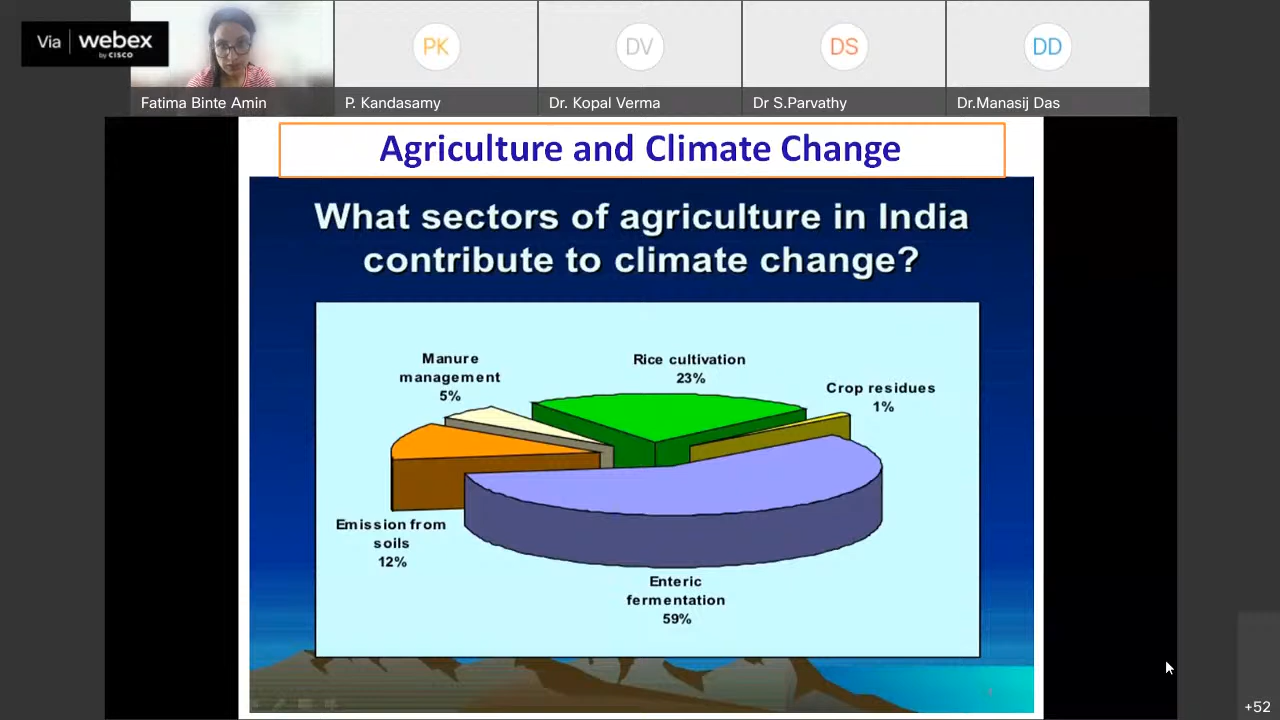 Via webex
by CISCO
PK
DV
DS
DD
Fatima Binte Amin
P. Kandasamy
Dr. Kopal Verma
Dr S.Parvathy
Dr.Manasij Das
Agriculture and Climate Change
What sectors of agriculture in India
contribute to climate change?
Manure
management
5%
Rice cultivation
23%
Crop residues
1%
Emission from
soils
12%
Enteric
fermentation
59%
+52